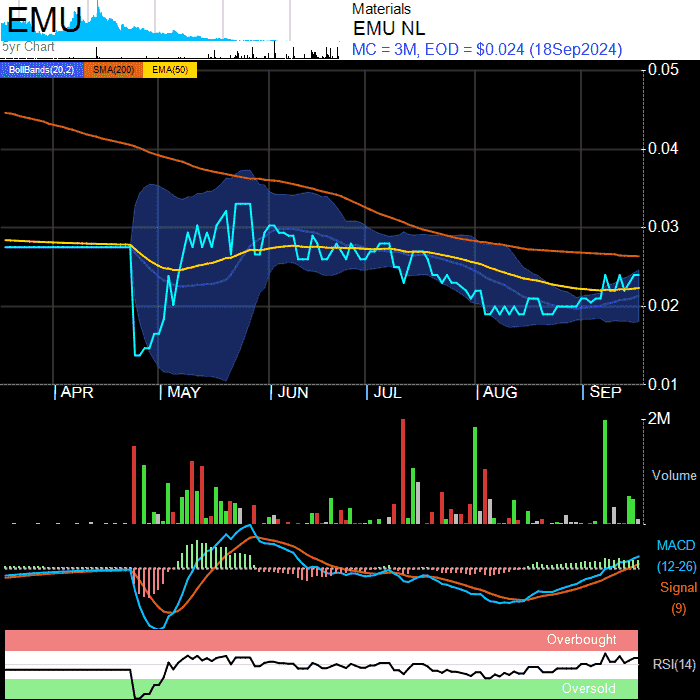 EMU
5yr Chart
Materials
EMU NL
MC = 3M, EOD = $0.024 (18Sep2024)
BollBands(20,2) SMA(200) EMA(50)
0.05
0.04
0.03
0.02
0.01
APR MAY JUN JUL AUG SEP
2M
Volume
MACD
(12-26)
Signal
(9)
Overbought
RSI(14)
Oversold